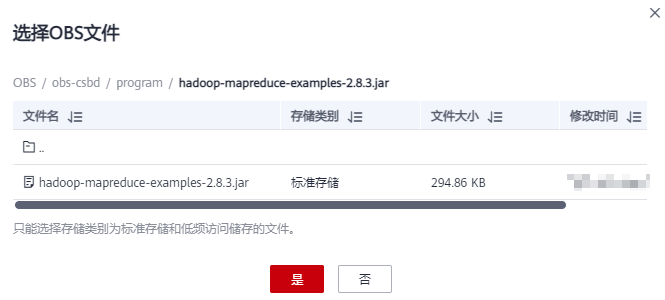 选择OBS文件
OBS / obs-csbd / program / hadoop-mapreduce-examples-2.8.3.jar
文件名 存储类别 文件大小 修改时间
..
hadoop-mapreduce-examples-2.8.3.jar 标准存储 294.86 KB
只能选择存储类别为标准存储和低频访问储存的文件。
是 否